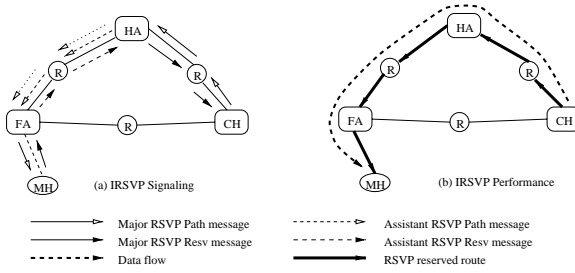 HA
HA
R
R
R
R
FA
R
CH
FA
R
CH
MH
(a) IRSVP Signaling
MH
(b) IRSVP Performance
Major RSVP Path message
Assistant RSVP Path message
Major RSVP Resv message
Assistant RSVP Resv message
Data flow
RSVP reserved route